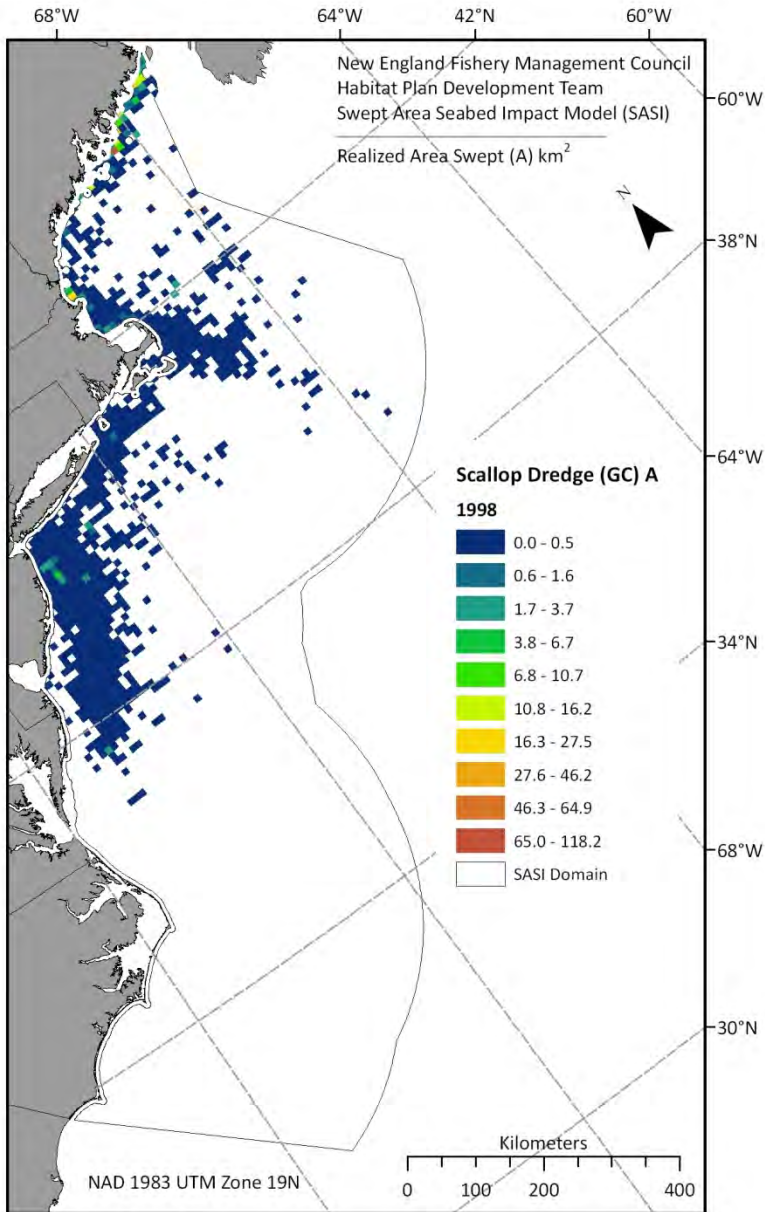 68°W
64°W
42°N
60°W
New England Fishery Management Council
Habitat Plan Development Team
Swept Area Seabed Impact Model (SASI)
Realized Area Swept (A) km²
60°W
N
38°N
64°W
Scallop Dredge (GC) A
1998
0.0 - 0.5
0.6 - 1.6
1.7 - 3.7
3.8 - 6.7
6.8 - 10.7
10.8 - 16.2
16.3 - 27.5
27.6 - 46.2
46.3 - 64.9
65.0 - 118.2
SASI Domain
34°N
68°W
30°N
Kilometers
0 100 200 400
NAD 1983 UTM Zone 19N